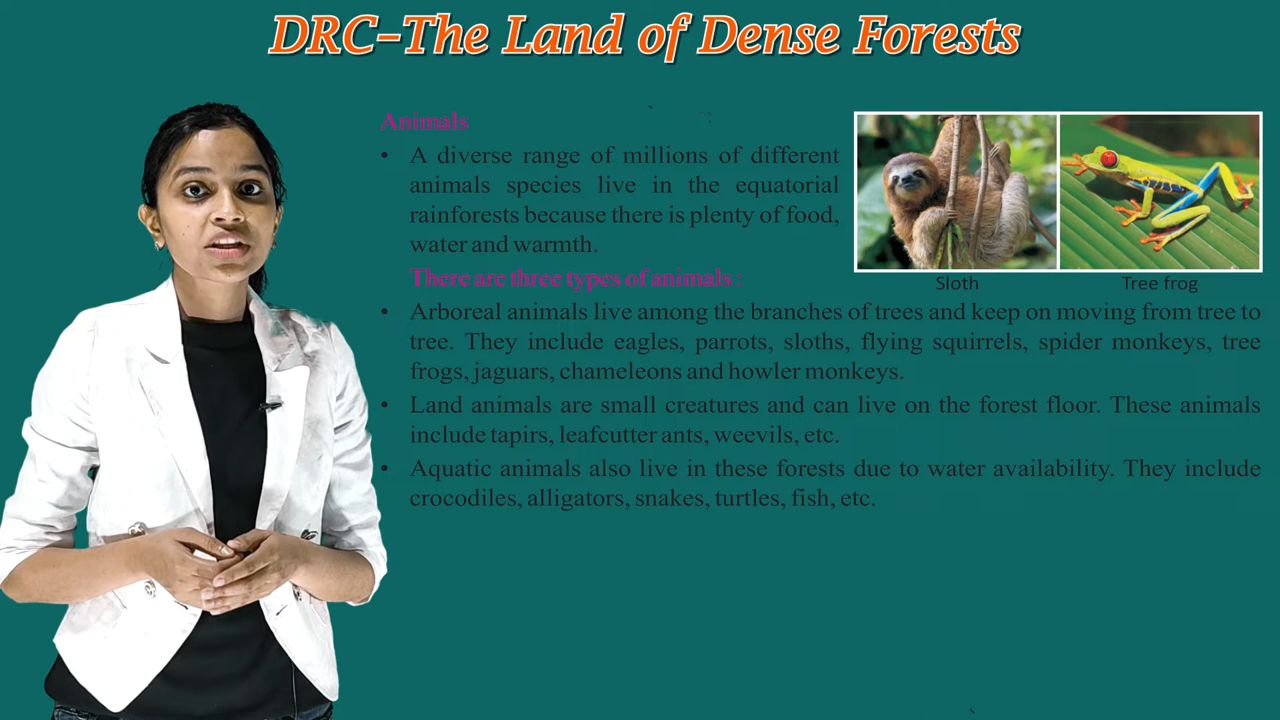 DRC-The Land of Dense Forests
Animals
• A diverse range of millions of different
animals species live in the equatorial
rainforests because there is plenty of food,
water and warmth.
Sloth
Tree frog
There are three types of animals :
• Arboreal animals live among the branches of trees and keep on moving from tree to
tree. They include eagles, parrots, sloths, flying squirrels, spider monkeys, tree
frogs, jaguars, chameleons and howler monkeys.
• Land animals are small creatures and can live on the forest floor. These animals
include tapirs, leafcutter ants, weevils, etc.
• Aquatic animals also live in these forests due to water availability. They include
crocodiles, alligators, snakes, turtles, fish, etc.